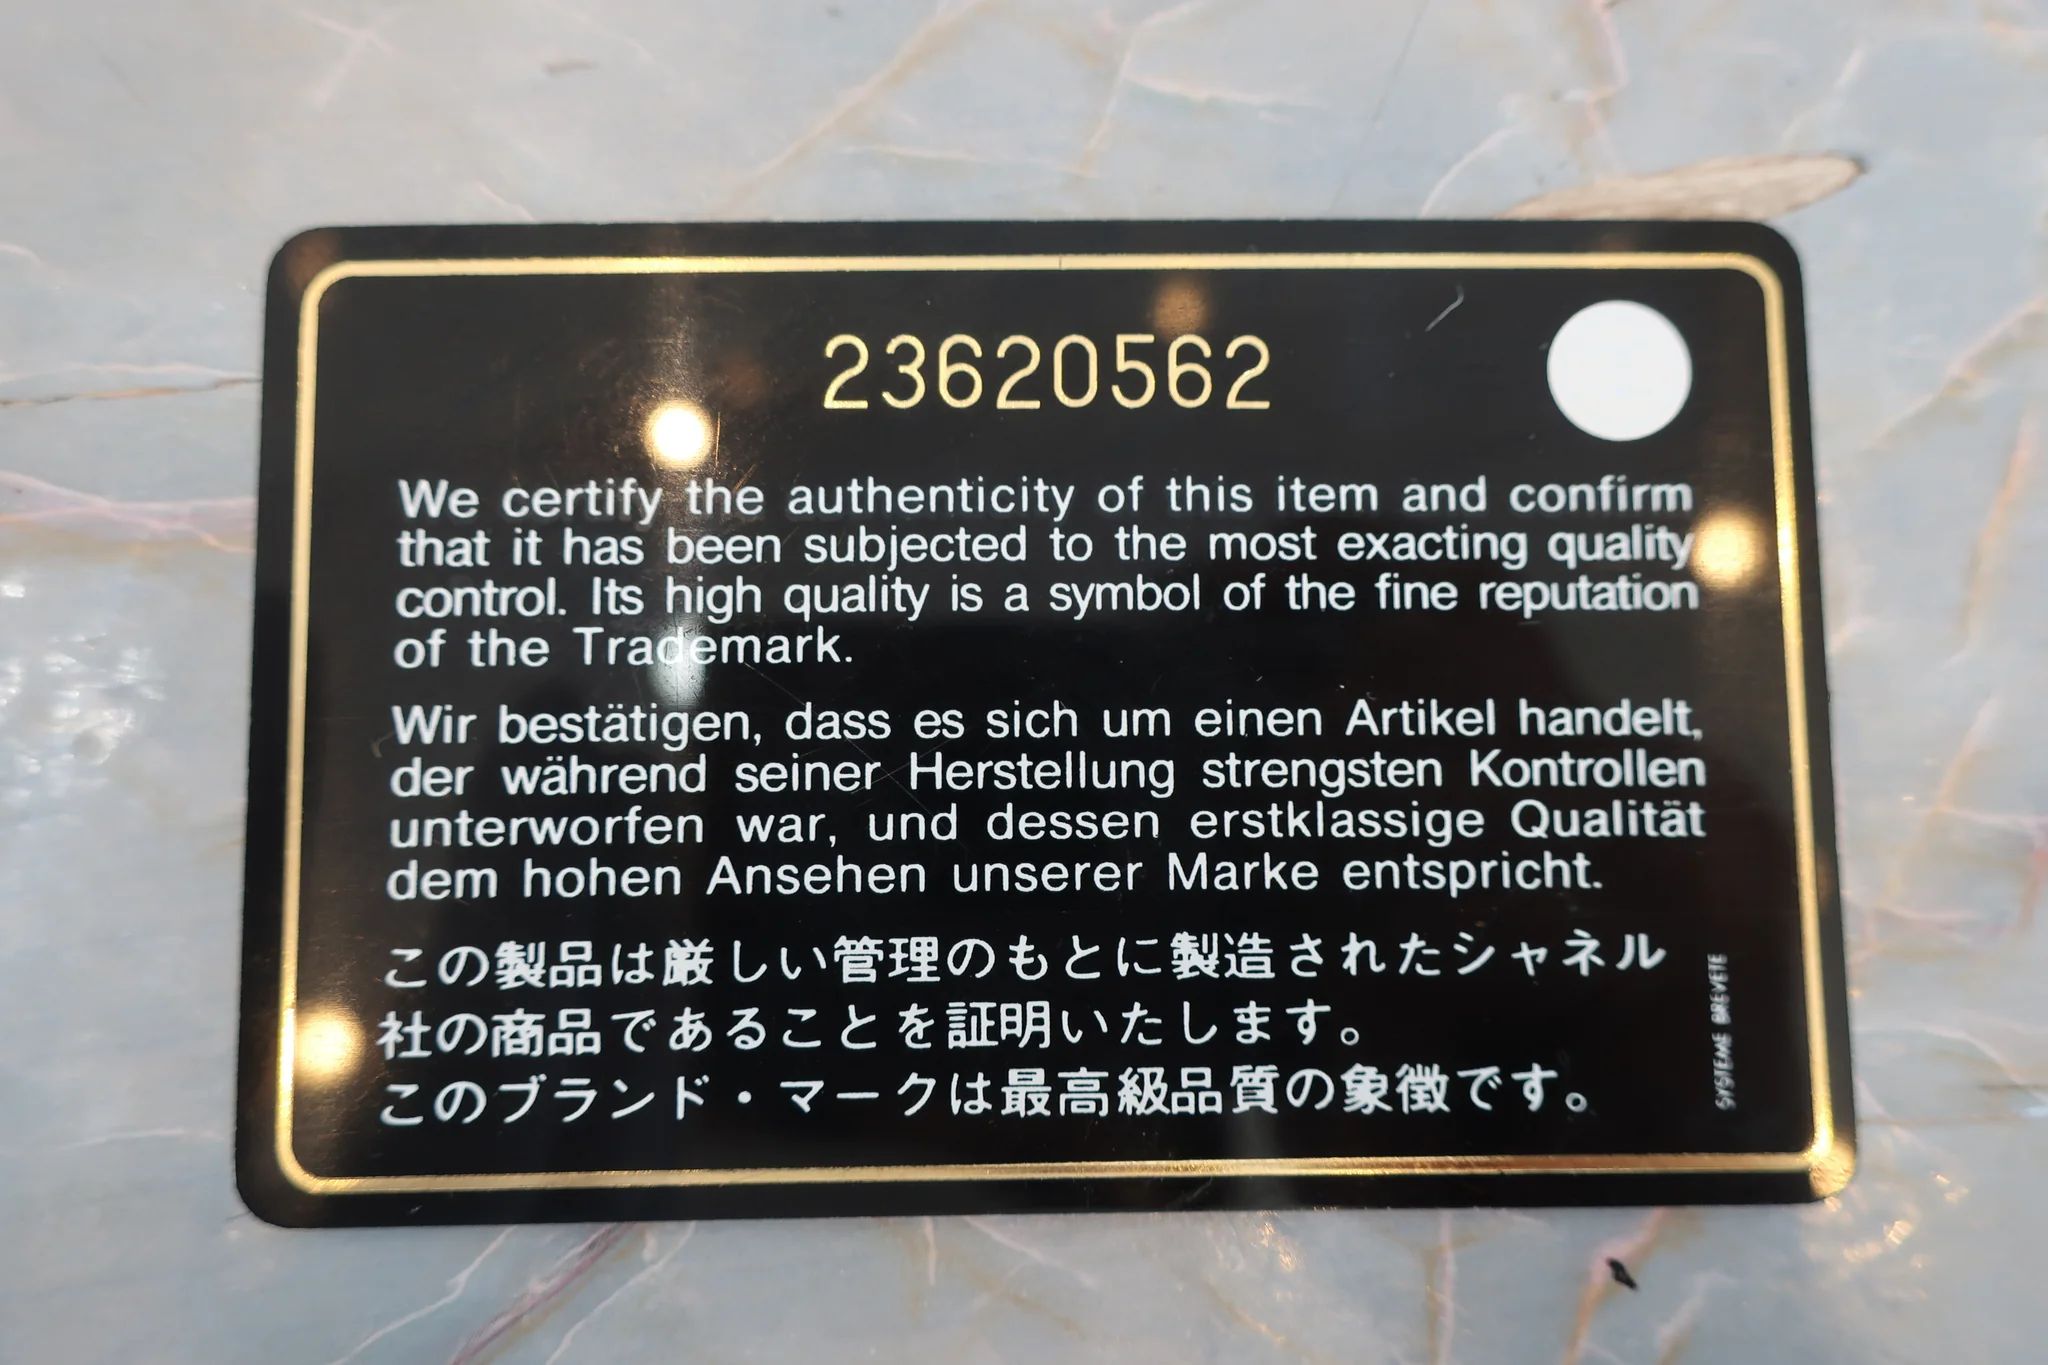 23620562
We certify the authenticity of this item and confirm
that it has been subjected to the most exacting quality
control. Its high quality is a symbol of the fine reputation
of the Trademark.
Wir bestätigen, dass es sich um einen Artikel handelt,
der während seiner Herstellung strengsten Kontrollen
unterworfen war, und dessen erstklassige Qualität
dem hohen Ansehen unserer Marke entspricht.
この製品は厳しい管理のもとに製造されたシャネル
社の商品であることを証明いたします。
このブランド・マークは最高級品質の象徴です。
SYSTEME BREVETE